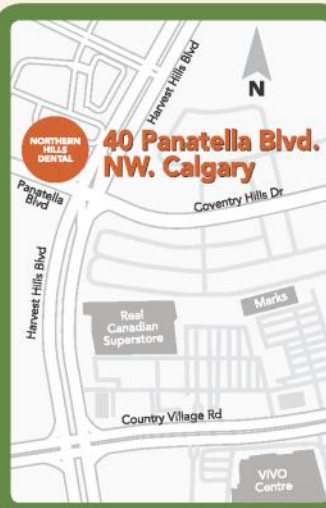 Harvest Hills Blvd
N
NORTHERN
HILLS
DENTAL
40 Panatella Blvd.
NW. Calgary
Panatella
Blvd
Coventry Hills Dr
Harvest Hills Blvd
Real
Canadian
Superstore
Marks
Country Village Rd
VIVO
Centre